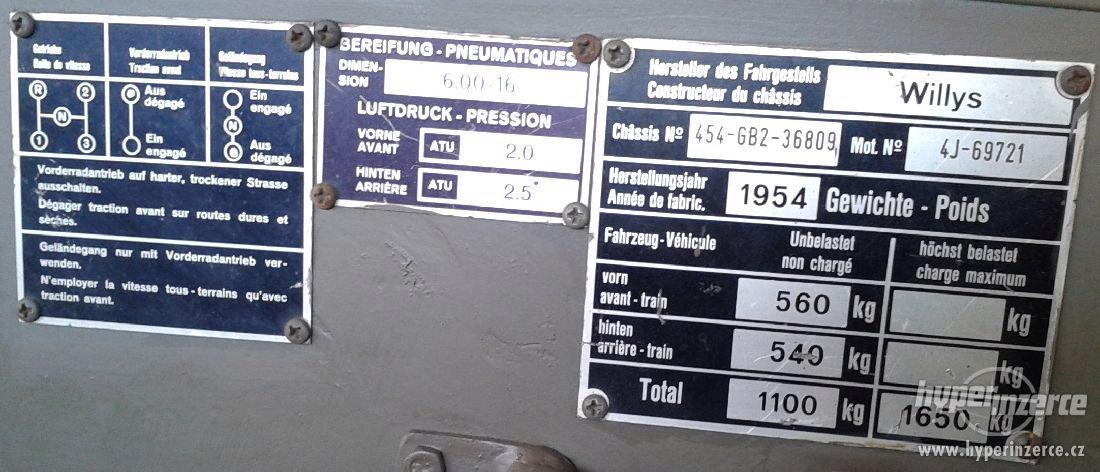 Getriebe
Boîte de vitesse
Vorderradantrieb
Traction avant
Geländegang
Vitesse tous-terrains
R 2
N
1 3
Aus
dégagé
Ein
engagé
Ein
engagé
N
Aus
dégagé
Vorderradantrieb auf harter, trockener Strasse
ausschalten.
Dégager traction avant sur routes dures et
sèches.
Geländegang nur mit Vorderradantrieb ver-
wenden.
N'employer la vitesse tous-terrains qu'avec
traction avant.
BEREIFUNG - PNEUMATIQUES
DIMEN-
SION
6.00-16
LUFTDRUCK - PRESSION
VORNE
AVANT
ATU 2.0
HINTEN
ARRIÈRE
ATU 2.5
Hersteller des Fahrgestells
Constructeur du châssis
Willys
Châssis Nº 454-GB2-36809 Mot. Nº 4J-69721
Herstellungsjahr
Année de fabric.
1954 Gewichte - Poids
Fahrzeug-Véhicule
Unbelastet
non chargé
höchst belastet
charge maximum
vorn
avant-train
560 kg kg
hinten
arrière-train
540 kg kg
Total 1100 kg 1650 kg
hyperinzerce
www.hyperinzerce.cz